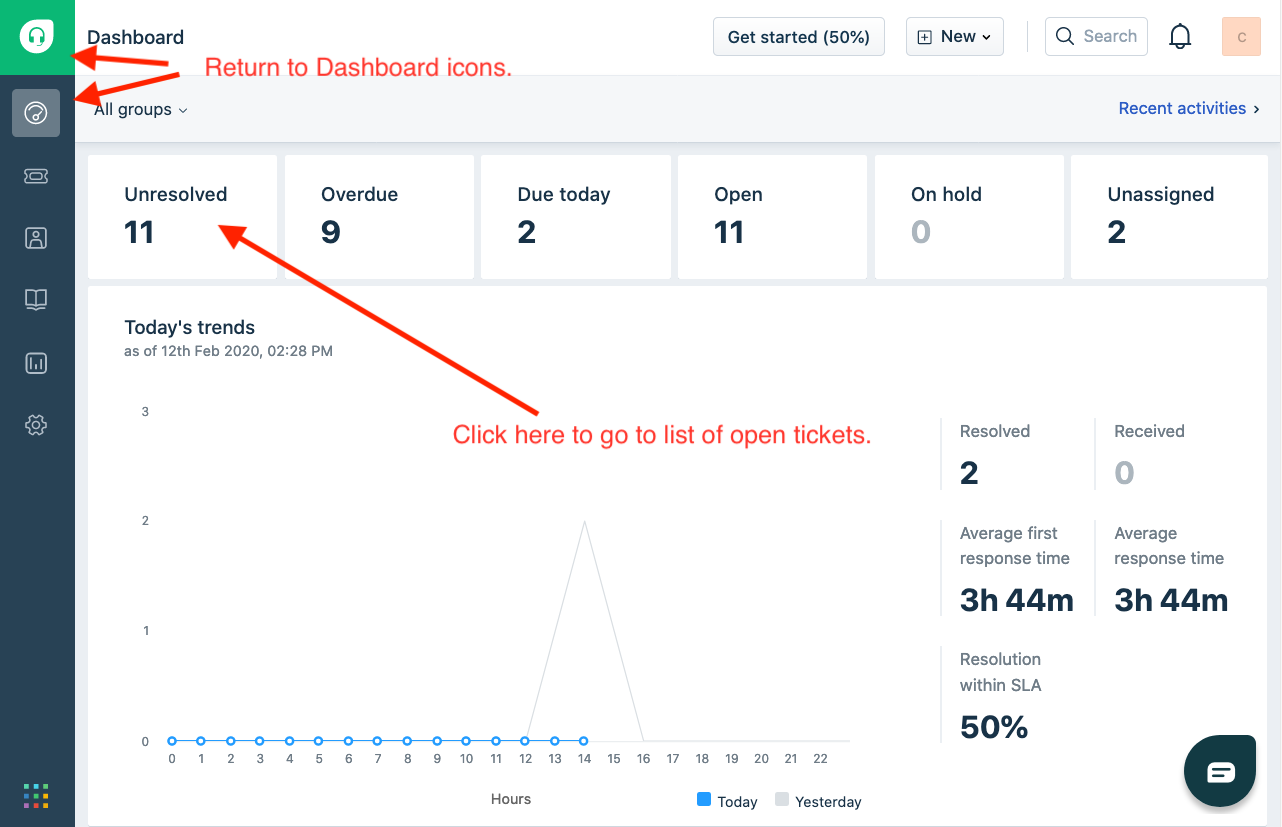 Dashboard
Get started (50%)
New
Search
C
Return to Dashboard icons.
All groups
Recent activities
Unresolved
11
Overdue
9
Due today
2
Open
11
On hold
0
Unassigned
2
Today's trends
as of 12th Feb 2020, 02:28 PM
Click here to go to list of open tickets.
3
2
1
0
0 1 2 3 4 5 6 7 8 9 10 11 12 13 14 15 16 17 18 19 20 21 22
Hours
Today
Yesterday
Resolved
2
Received
0
Average first
response time
3h 44m
Average
response time
3h 44m
Resolution
within SLA
50%